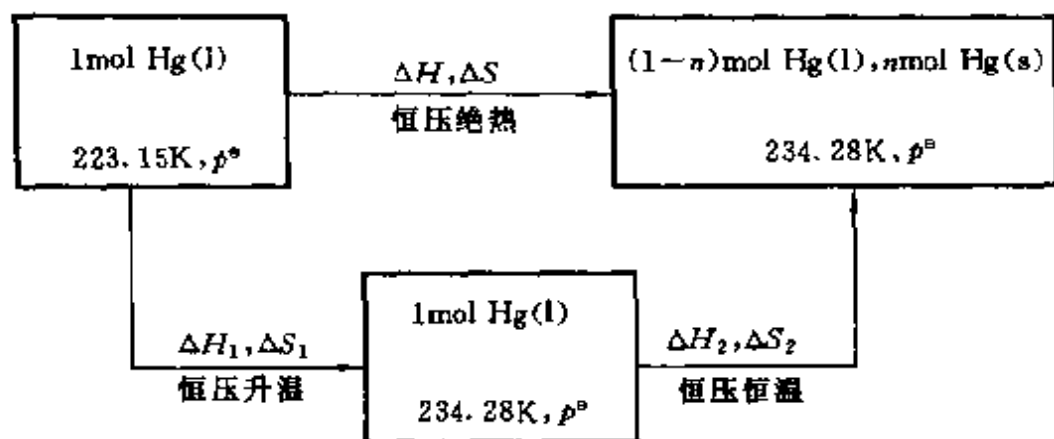 1mol Hg(l)
223.15K, p°
ΔH, ΔS
恒压绝热
(1-n)mol Hg(l), nmol Hg(s)
234.28K, p°
ΔH₁, ΔS₁
恒压升温
1mol Hg(l)
234.28K, p°
ΔH₂, ΔS₂
恒压恒温